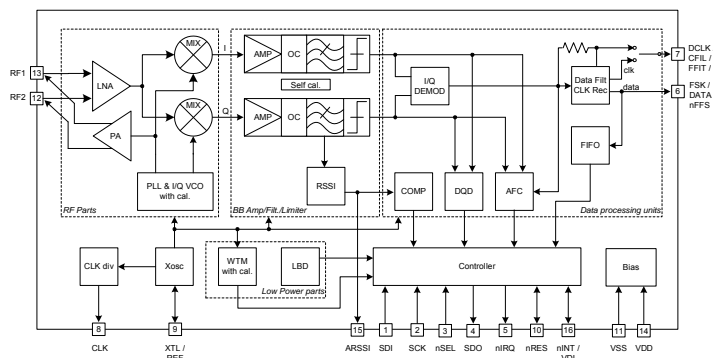 I
MIX
AMP
OC
7
DCLK
CFIL /
FFIT /
clk
Self cal.
I/Q
DEMOD
Data Filt
CLK Rec
RF1
13
LNA
data
6
FSK /
DATA
nFFS
RF2
12
Q
MIX
AMP
OC
PA
FIFO
PLL & I/Q VCO
with cal.
RSSI
COMP
DQD
AFC
RF Parts
BB Amp/Filt./Limiter
Data processing units
CLK div
Xosc
WTM
with cal.
LBD
Controller
Bias
Low Power parts
8
9
15
1
2
3
4
5
10
16
11
14
CLK
XTL /
REF
ARSSI
SDI
SCK
nSEL
SDO
nIRQ
nRES
nINT /
VDI
VSS
VDD